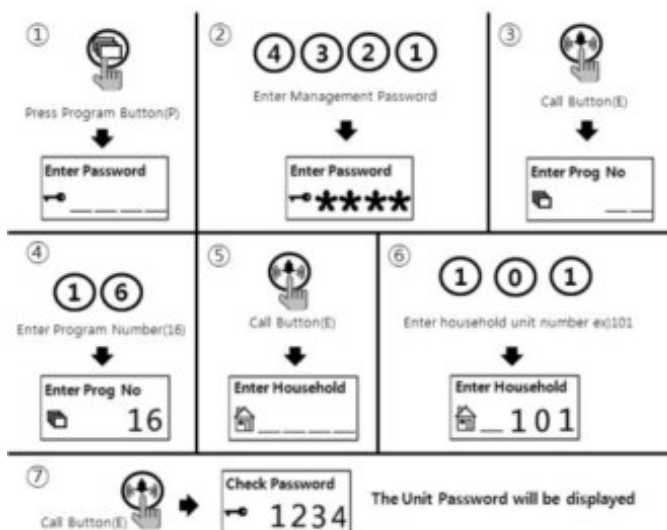 ①
Press Program Button(P)
Enter Password
②
4 3 2 1
Enter Management Password
Enter Password
****
③
Call Button(E)
Enter Prog No
④
1 6
Enter Program Number(16)
Enter Prog No
16
⑤
Call Button(E)
Enter Household
⑥
1 0 1
Enter household unit number ex)101
Enter Household
_101
⑦
Call Button(E)
Check Password
1234
The Unit Password will be displayed